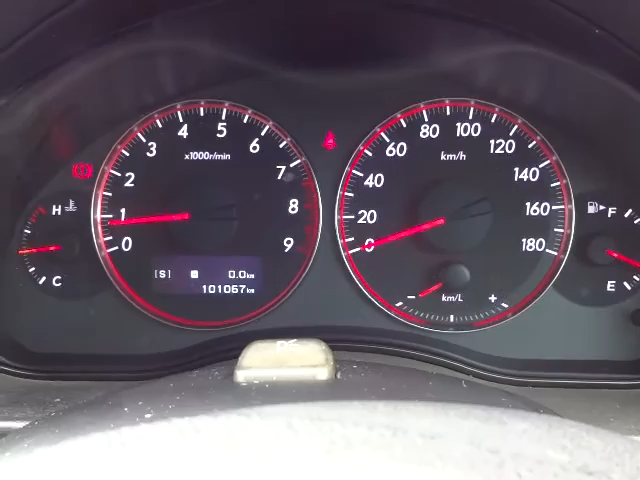 0 1 2 3 4 5 6 7 8 9
x1000r/min
[S] 0.0km
101067km
H
C
0 20 40 60 80 100 120 140 160 180
km/h
- km/L +
F
E